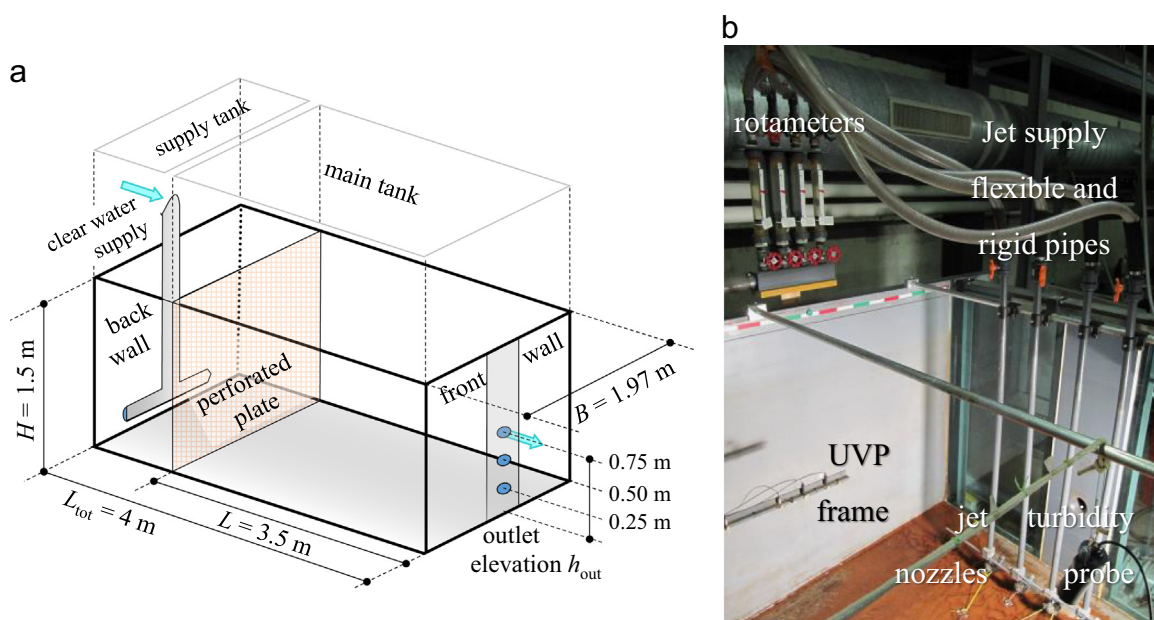 a
supply tank
main tank
clear water
supply
back
wall
perforated
plate
front
wall
H = 1.5 m
B = 1.97 m
0.75 m
0.50 m
0.25 m
L_tot = 4 m
L = 3.5 m
outlet
elevation h_out
b
rotameters
Jet supply
flexible and
rigid pipes
UVP
frame
jet
nozzles
turbidity
probe